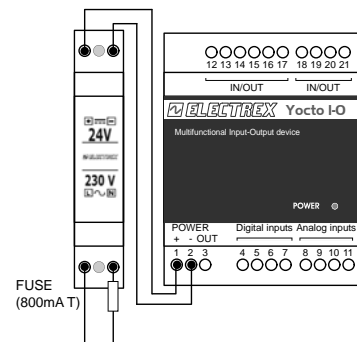 12 13 14 15 16 17 18 19 20 21
IN/OUT IN/OUT
ELECTREX Yocto I-O
Multifunctional Input-Output device
24V
ELECTREX
230 V
L N
POWER
POWER Digital inputs Analog inputs
+ - OUT
1 2 3 4 5 6 7 8 9 10 11
FUSE
(800mA T)